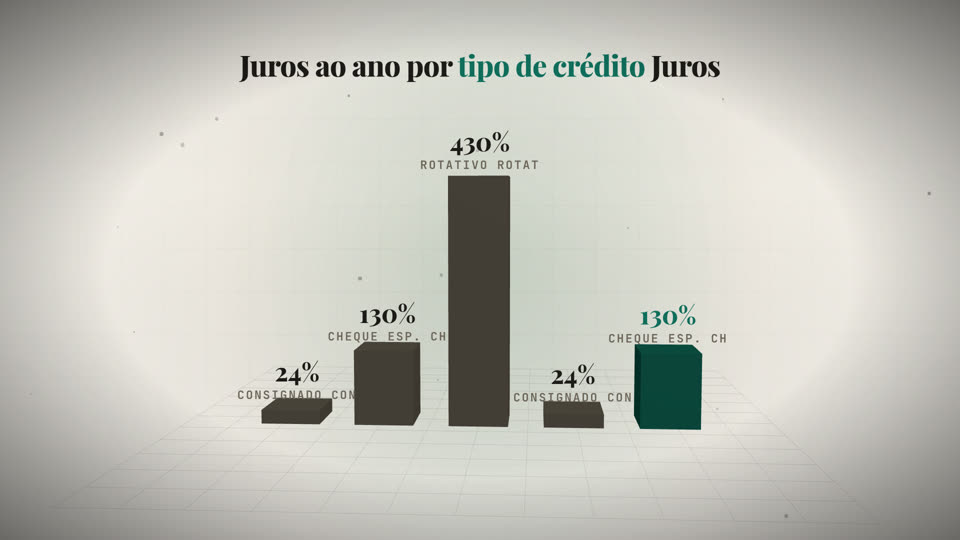 Juros ao ano por tipo de crédito Juros
430%
ROTATIVO ROTAT
130%
CHEQUE ESP. CH
130%
CHEQUE ESP. CH
24%
CONSIGNADO CON
24%
CONSIGNADO CON